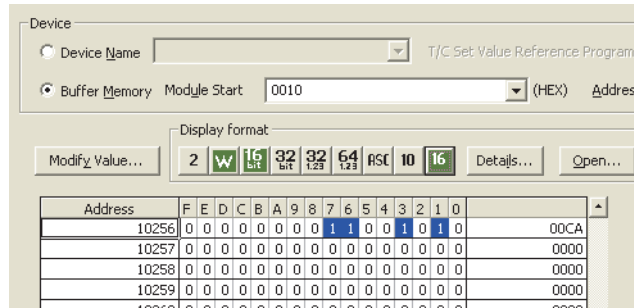 Device
Device Name T/C Set Value Reference Program
Buffer Memory Module Start 0010 (HEX) Addres
Display format
Modify Value... 2 W 16 bit 32 bit 32 1.23 64 1.23 ASC 10 16 Details... Open...
Address F E D C B A 9 8 7 6 5 4 3 2 1 0
10256 0 0 0 0 0 0 0 0 1 1 0 0 1 0 1 0 00CA
10257 0 0 0 0 0 0 0 0 0 0 0 0 0 0 0 0 0000
10258 0 0 0 0 0 0 0 0 0 0 0 0 0 0 0 0 0000
10259 0 0 0 0 0 0 0 0 0 0 0 0 0 0 0 0 0000